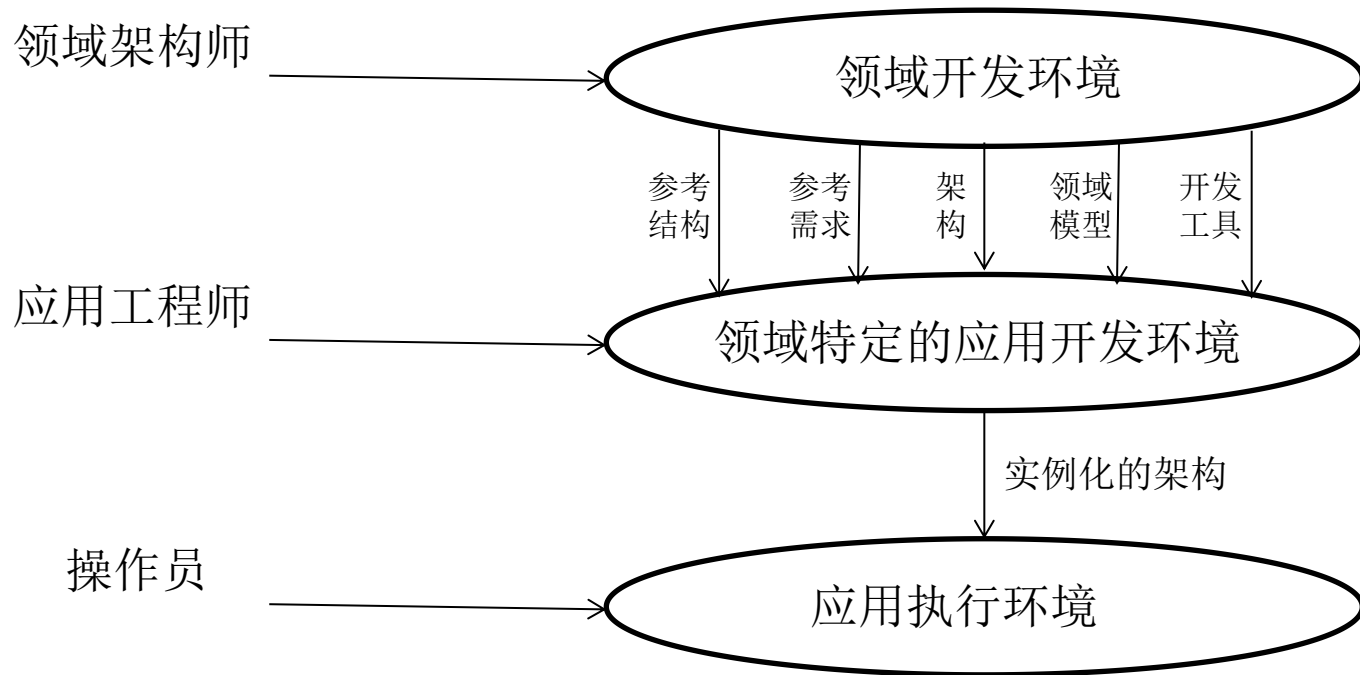 领域架构师
领域开发环境
参考
结构
参考
需求
架
构
领域
模型
开发
工具
应用工程师
领域特定的应用开发环境
实例化的架构
操作员
应用执行环境